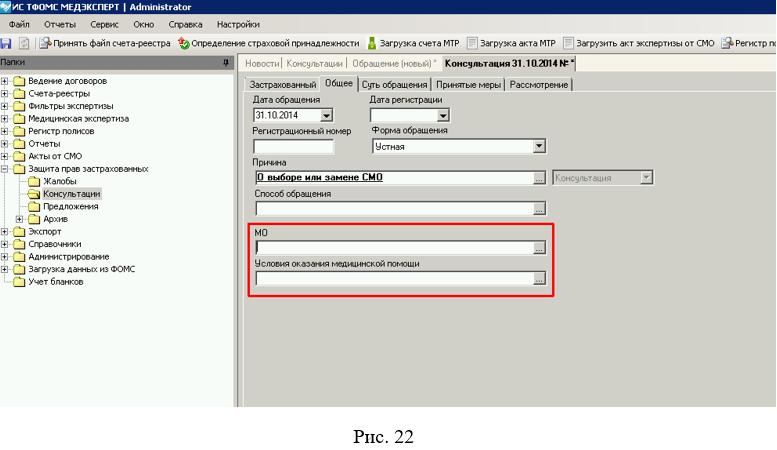 ИС ТФОМС МЕДЭКСПЕРТ | Administrator
Файл Отчеты Сервис Окно Справка Настройки
Принять файл счета-реестра Определение страховой принадлежности Загрузка счета МТР Загрузка акта МТР Загрузить акт экспертизы от СМО Регистр по
Папки
Ведение договоров
Счета-реестры
Фильтры экспертизы
Медицинская экспертиза
Регистр полисов
Отчеты
Акты от СМО
Защита прав застрахованных
Жалобы
Консультации
Предложения
Архив
Экспорт
Справочники
Администрирование
Загрузка данных из ФОМС
Учет бланков
Новости Консультации Обращение (новый) * Консультация 31.10.2014 № *
Застрахованный Общее Суть обращения Принятые меры Рассмотрение
Дата обращения Дата регистрации
31.10.2014
Регистрационный номер Форма обращения
Устная
Причина
О выборе или замене СМО ... Консультация
Способ обращения
...
МО
...
Условия оказания медицинской помощи
...
Рис. 22